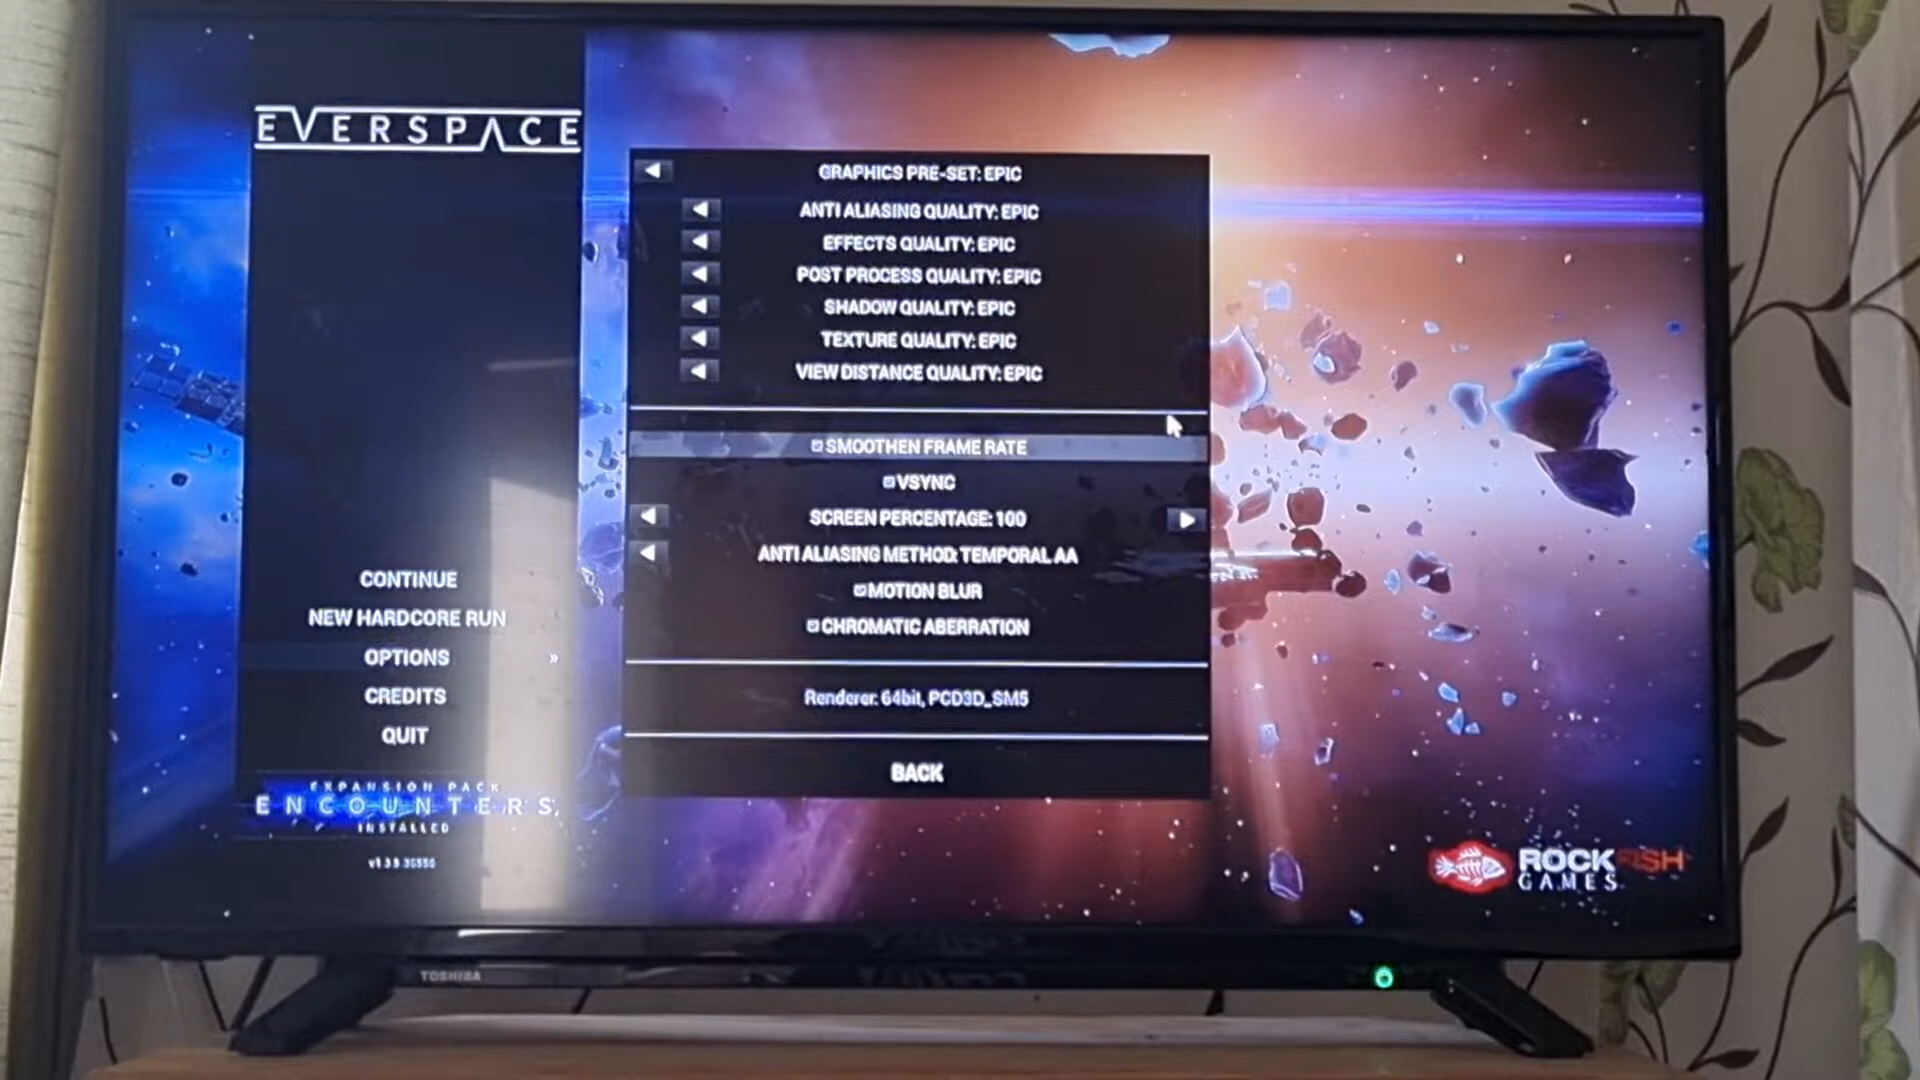 EVERSPACE
GRAPHICS PRE-SET: EPIC
ANTI ALIASING QUALITY: EPIC
EFFECTS QUALITY: EPIC
POST PROCESS QUALITY: EPIC
SHADOW QUALITY: EPIC
TEXTURE QUALITY: EPIC
VIEW DISTANCE QUALITY: EPIC
SMOOTHEN FRAME RATE
VSYNC
SCREEN PERCENTAGE: 100
ANTI ALIASING METHOD: TEMPORAL AA
MOTION BLUR
CHROMATIC ABERRATION
Renderer: 64bit, PCD3D_SM5
BACK
CONTINUE
NEW HARDCORE RUN
OPTIONS »
CREDITS
QUIT
EXPANSION PACK
ENCOUNTERS
INSTALLED
ROCKFISH
GAMES
TOSHIBA